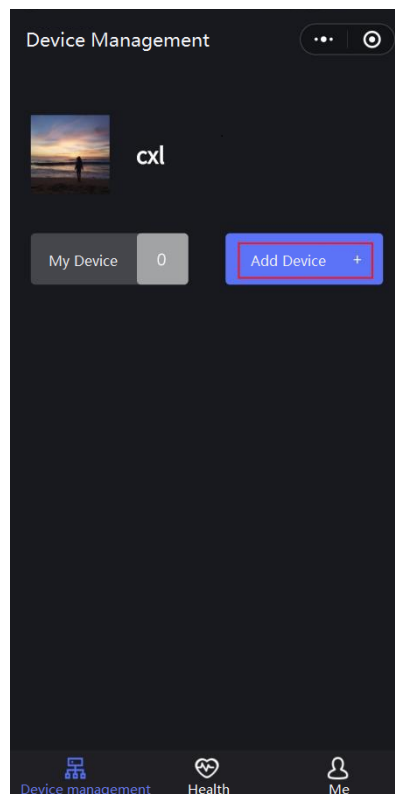 Device Management
cxl
My Device 0
Add Device +
Device management Health Me